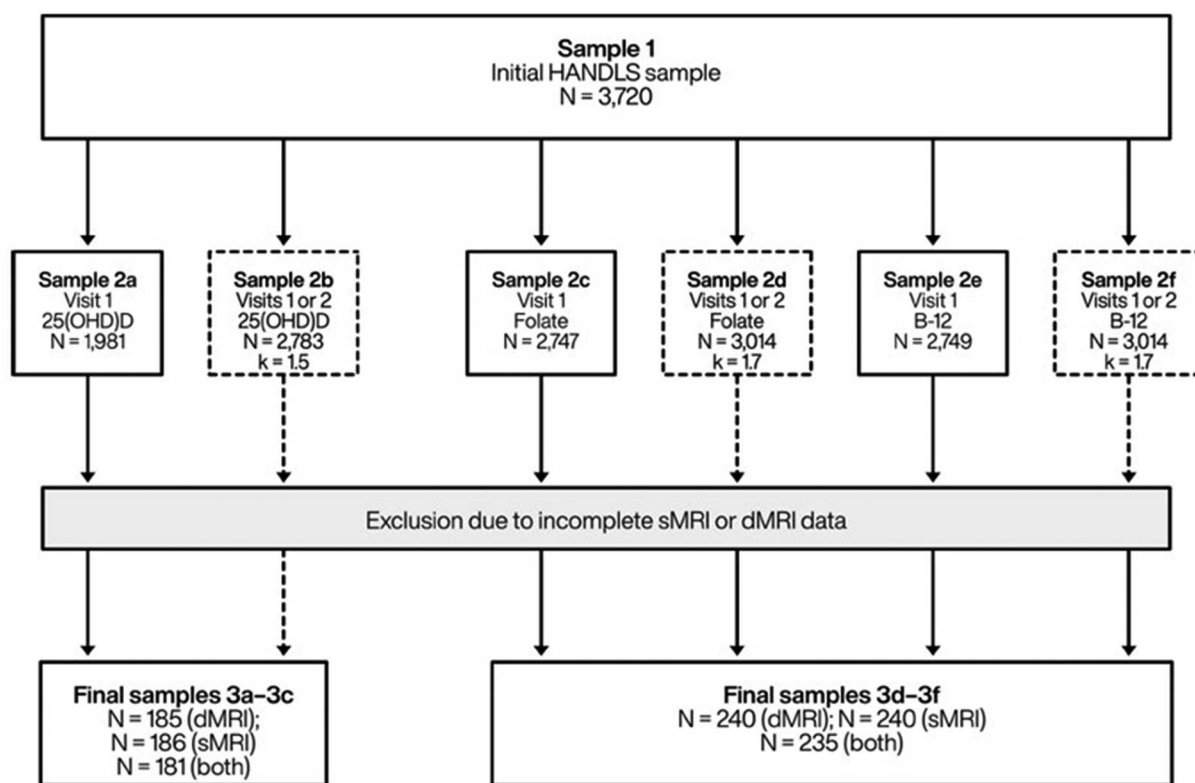 Sample 1
Initial HANDLS sample
N = 3,720
Sample 2a
Visit 1
25(OHD)D
N = 1,981
Sample 2b
Visits 1 or 2
25(OHD)D
N = 2,783
k = 1.5
Sample 2c
Visit 1
Folate
N = 2,747
Sample 2d
Visits 1 or 2
Folate
N = 3,014
k = 1.7
Sample 2e
Visit 1
B-12
N = 2,749
Sample 2f
Visits 1 or 2
B-12
N = 3,014
k = 1.7
Exclusion due to incomplete sMRI or dMRI data
Final samples 3a–3c
N = 185 (dMRI);
N = 186 (sMRI)
N = 181 (both)
Final samples 3d–3f
N = 240 (dMRI); N = 240 (sMRI)
N = 235 (both)